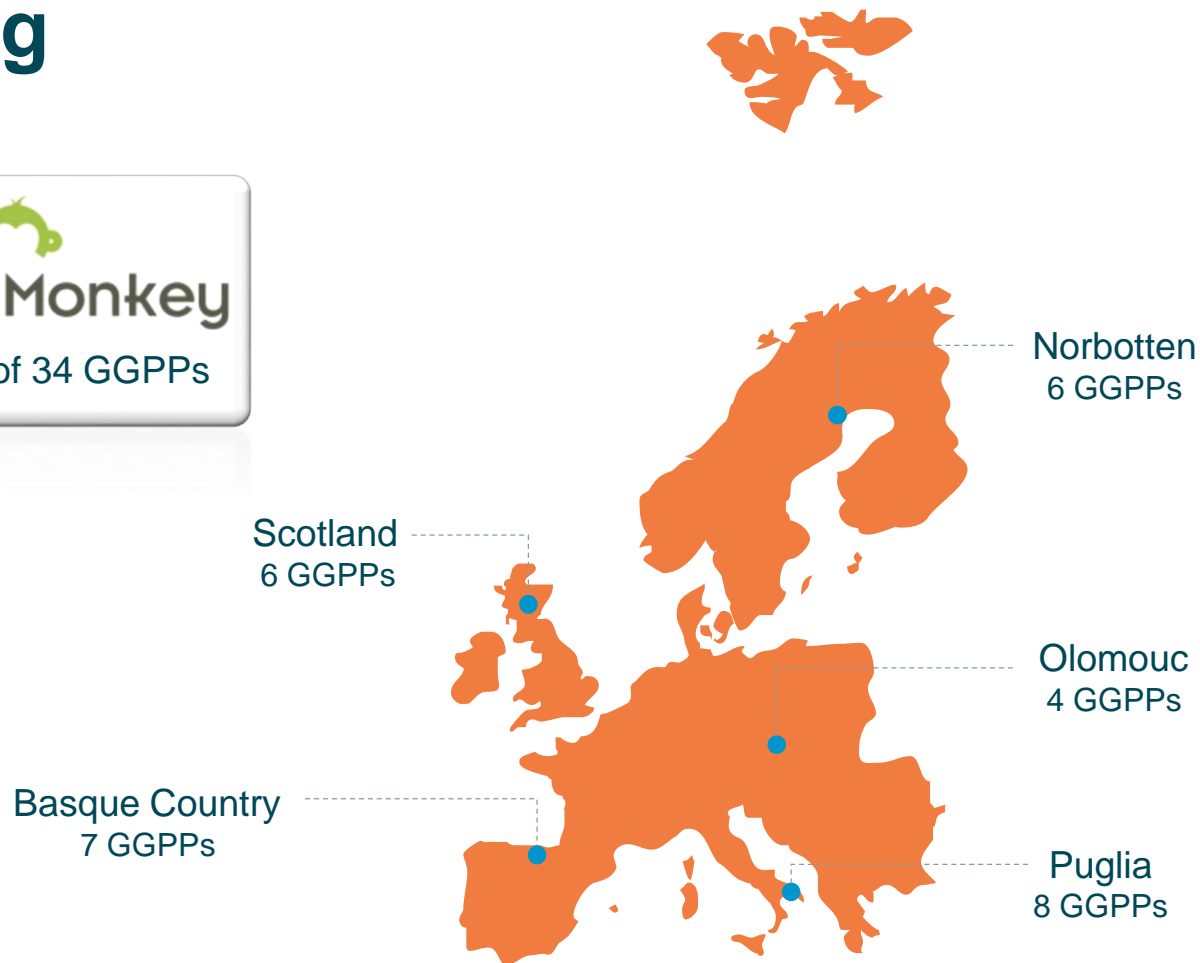 g
Monkey
of 34 GGPPs
Norbotten
6 GGPPs
Scotland
6 GGPPs
Olomouc
4 GGPPs
Basque Country
7 GGPPs
Puglia
8 GGPPs